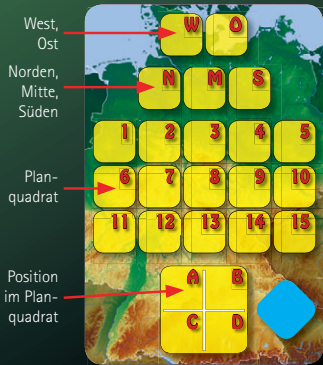 West,
Ost
W O
Norden,
Mitte,
Süden
N M S
1 2 3 4 5
Plan-
quadrat
6 7 8 9 10
11 12 13 14 15
Position
im Plan-
quadrat
A B
C D